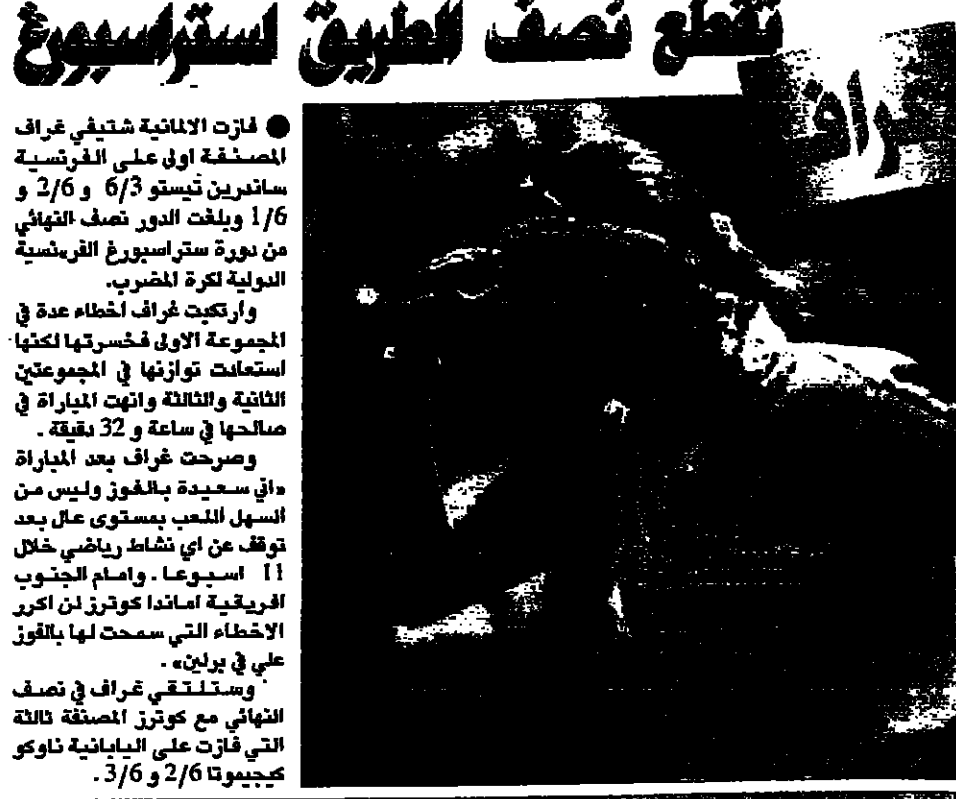 غراف
تقطع نصف الطريق لستراسبورغ
● فازت الالمانية شتيفي غراف
المصنفة اولى على الفرنسية
ساندرين تيستو 6/3 و 2/6 و
1/6 وبلغت الدور نصف النهائي
من دورة ستراسبورغ الفرنسية
الدولية لكرة المضرب.
وارتكبت غراف اخطاء عدة في
المجموعة الاولى فخسرتها لكنها
استعادت توازنها في المجموعتين
الثانية والثالثة وانهت المباراة في
صالحها في ساعة و 32 دقيقة .
وصرحت غراف بعد المباراة
«اني سعيدة بالفوز وليس من
السهل اللعب بمستوى عال بعد
توقف عن اي نشاط رياضي خلال
11 اسبوعا . وامام الجنوب
افريقية اماندا كوترز لن اكرر
الاخطاء التي سمحت لها بالفوز
علي في برلين» .
وستلتقي غراف في نصف
النهائي مع كوترز المصنفة ثالثة
التي فازت على اليابانية ناوكو
كيجيموتا 2/6 و 3/6 .